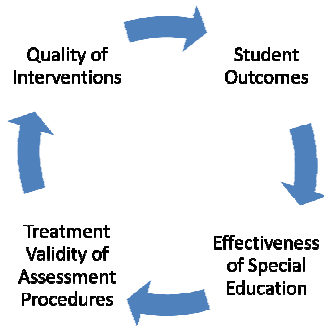 Quality of
Interventions
Student
Outcomes
Effectiveness
of Special
Education
Treatment
Validity of
Assessment
Procedures